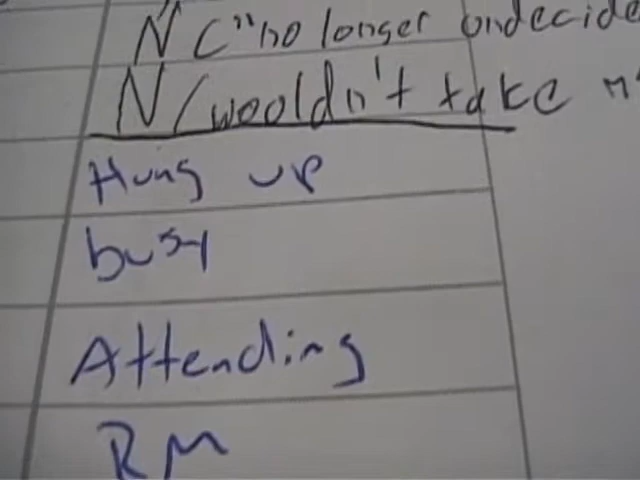 N C "no longer undecide
N/wouldn't take
Hung up
busy
Attending
RM